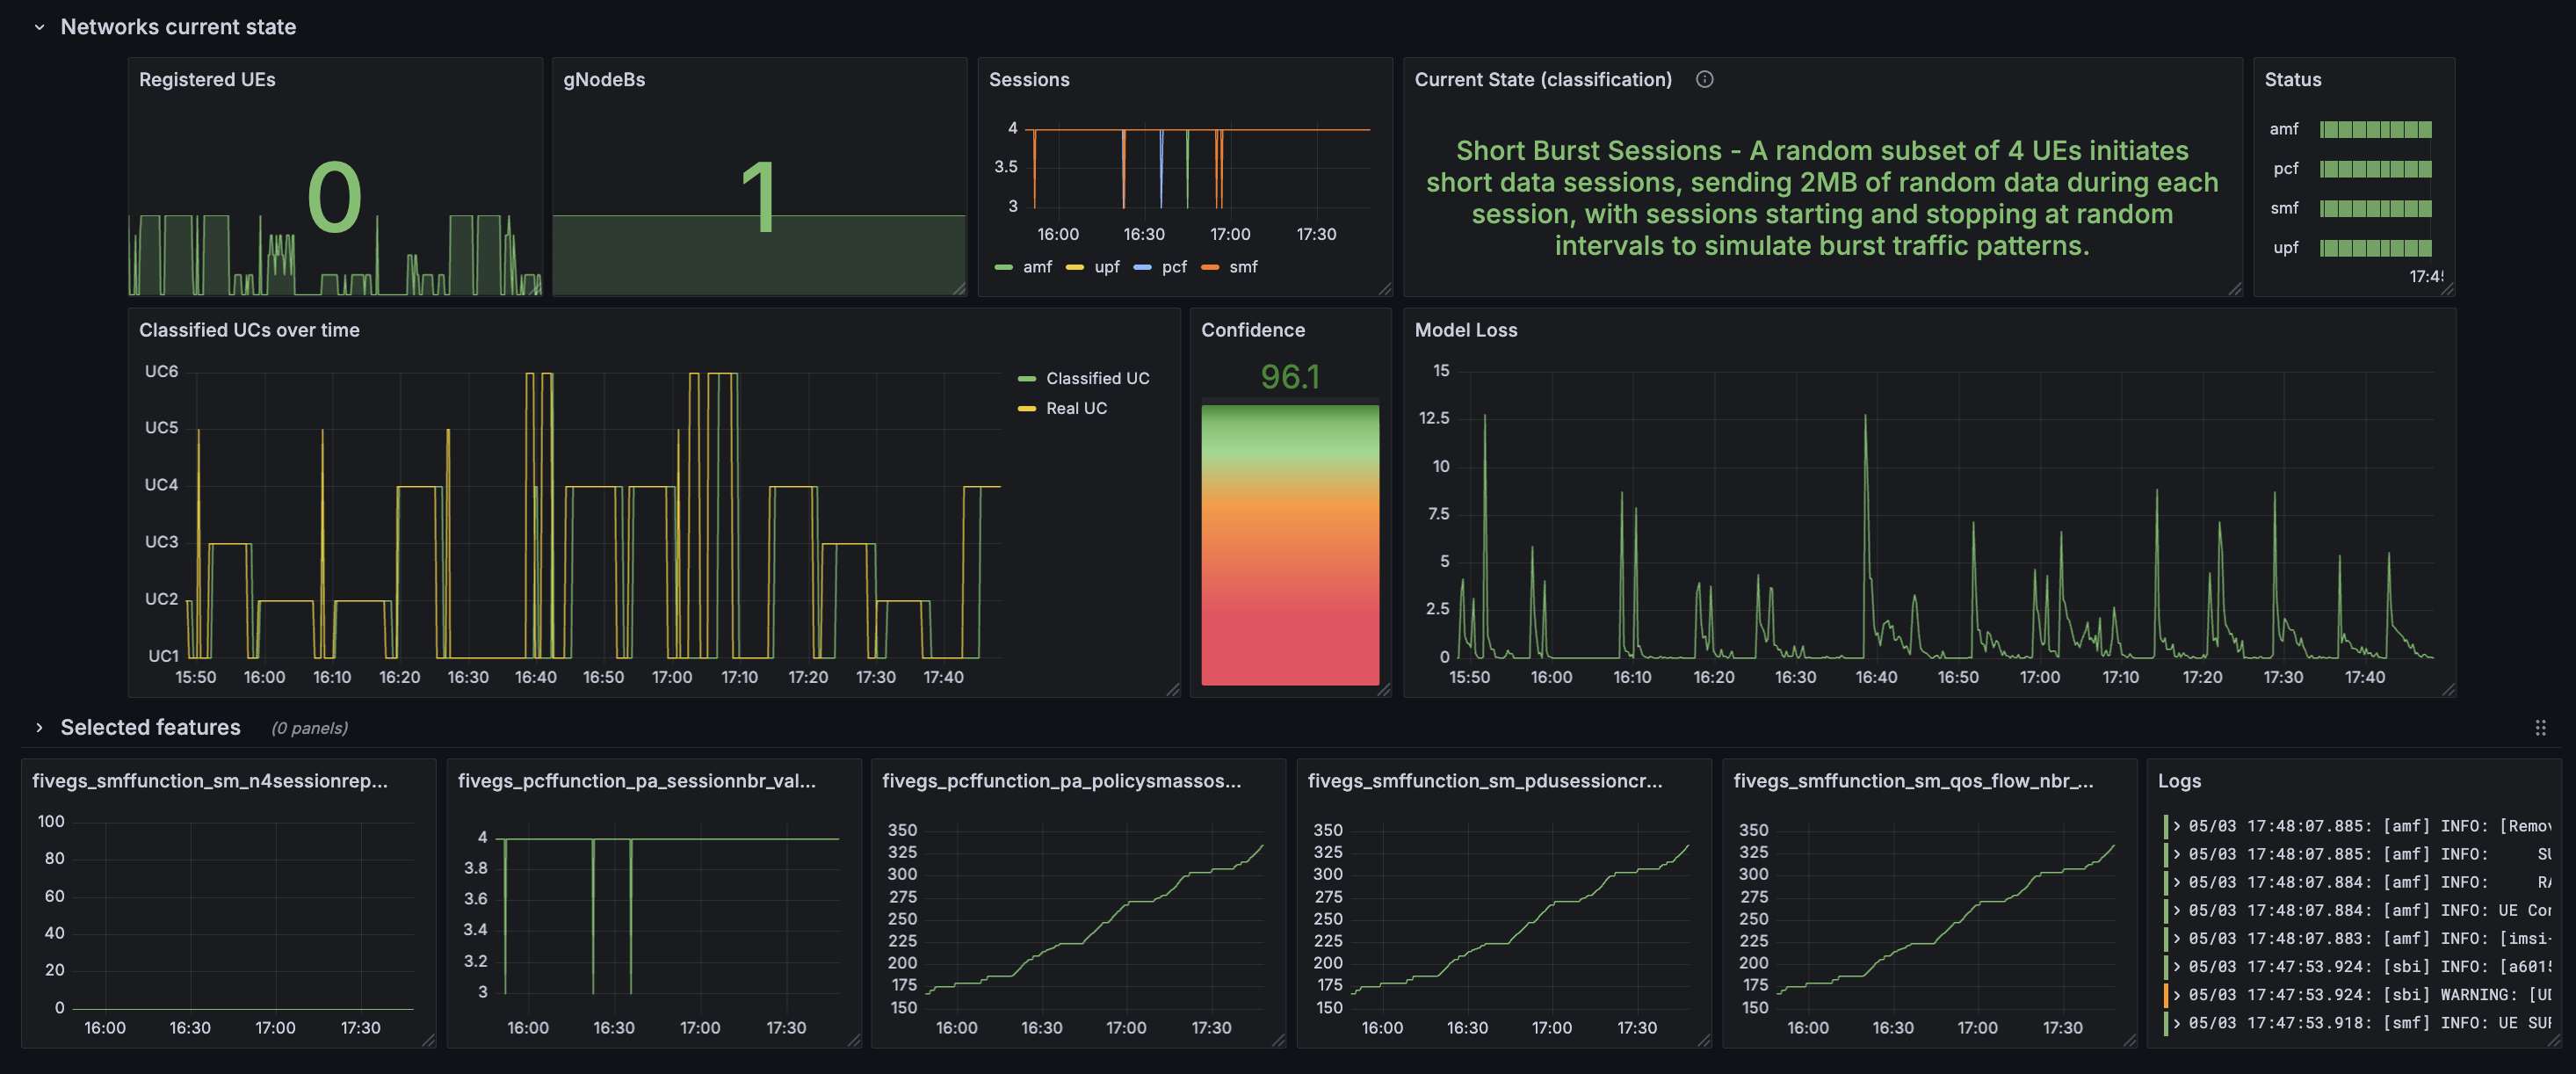 Networks current state
Registered UEs
0
gNodeBs
1
Sessions
4
3.5
3
16:00 16:30 17:00 17:30
amf upf pcf smf
Current State (classification)
Short Burst Sessions - A random subset of 4 UEs initiates
short data sessions, sending 2MB of random data during each
session, with sessions starting and stopping at random
intervals to simulate burst traffic patterns.
Status
amf
pcf
smf
upf
Classified UCs over time
UC6
UC5
UC4
UC3
UC2
UC1
15:50 16:00 16:10 16:20 16:30 16:40 16:50 17:00 17:10 17:20 17:30 17:40
Classified UC
Real UC
Confidence
96.1
Model Loss
15
12.5
10
7.5
5
2.5
0
15:50 16:00 16:10 16:20 16:30 16:40 16:50 17:00 17:10 17:20 17:30 17:40
Selected features (0 panels)
fivegs_smffunction_sm_n4sessionrep...
100
80
60
40
20
0
16:00 16:30 17:00 17:30
fivegs_pcffunction_pa_sessionnbr_val...
4
3.8
3.6
3.4
3.2
3
16:00 16:30 17:00 17:30
fivegs_pcffunction_pa_policysmassos...
350
325
300
275
250
225
200
175
150
16:00 16:30 17:00 17:30
fivegs_smffunction_sm_pdusessioncr...
350
325
300
275
250
225
200
175
150
16:00 16:30 17:00 17:30
fivegs_smffunction_sm_qos_flow_nbr_...
350
325
300
275
250
225
200
175
150
16:00 16:30 17:00 17:30
Logs
05/03 17:48:07.885: [amf] INFO: [Remov
05/03 17:48:07.885: [amf] INFO:
05/03 17:48:07.884: [amf] INFO:
05/03 17:48:07.884: [amf] INFO: UE Con
05/03 17:48:07.883: [amf] INFO: [imsi-
05/03 17:47:53.924: [sbi] INFO: [a601
05/03 17:47:53.924: [sbi] WARNING:
05/03 17:47:53.918: [smf] INFO: UE SUP